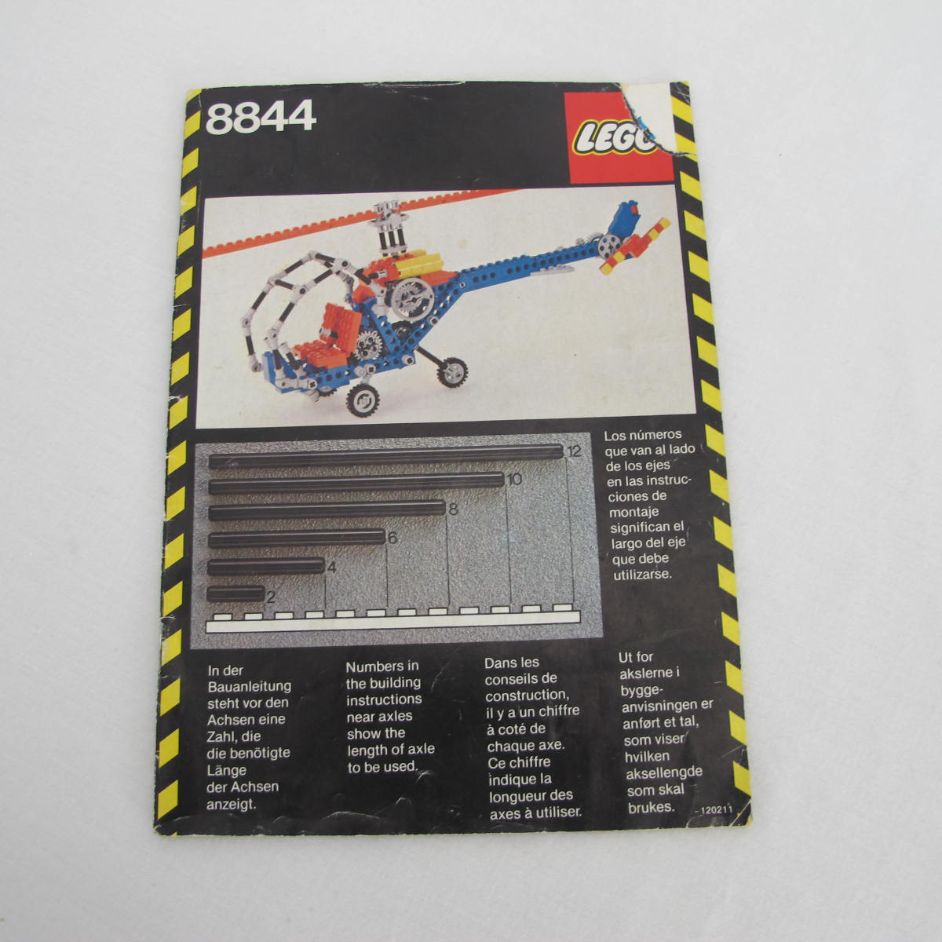 8844
LEGO
12
10
8
6
4
2
Los números
que van al lado
de los ejes
en las instruc-
ciones de
montaje
significan el
largo del eje
que debe
utilizarse.
In der
Bauanleitung
steht vor den
Achsen eine
Zahl, die
die benötigte
Länge
der Achsen
anzeigt.
Numbers in
the building
instructions
near axles
show the
length of axle
to be used.
Dans les
conseils de
construction,
il y a un chiffre
à coté de
chaque axe.
Ce chiffre
indique la
longueur des
axes à utiliser.
Ut for
akslerne i
bygge-
anvisningen er
anført et tal,
som viser
hvilken
aksellengde
som skal
brukes.
120211